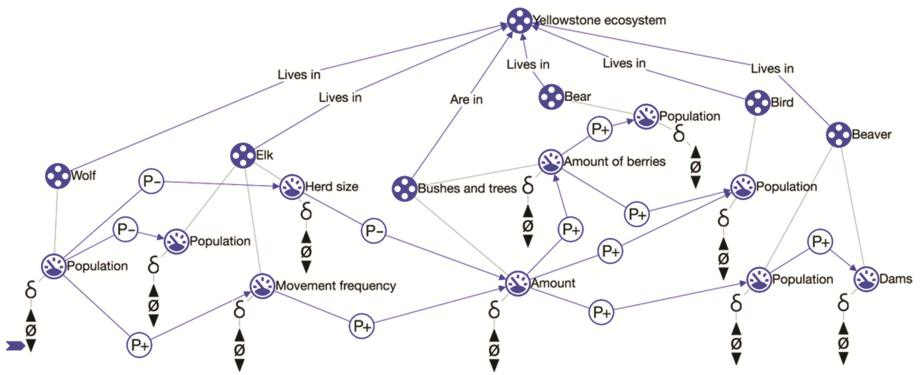 Yellowstone ecosystem
Lives in
Lives in
Are in
Lives in
Lives in
Lives in
Bear
Bird
Population
δ
P+
Beaver
Ø
Elk
Amount of berries
Wolf
P-
Herd size
Bushes and trees
δ
Population
δ
P+
δ
Ø
P-
P-
P+
Ø
Population
Ø
P+
P+
Population
δ
Ø
δ
Movement frequency
Amount
Population
Dams
δ
Ø
δ
δ
P+
δ
δ
Ø
P+
P+
Ø
Ø
Ø
Ø